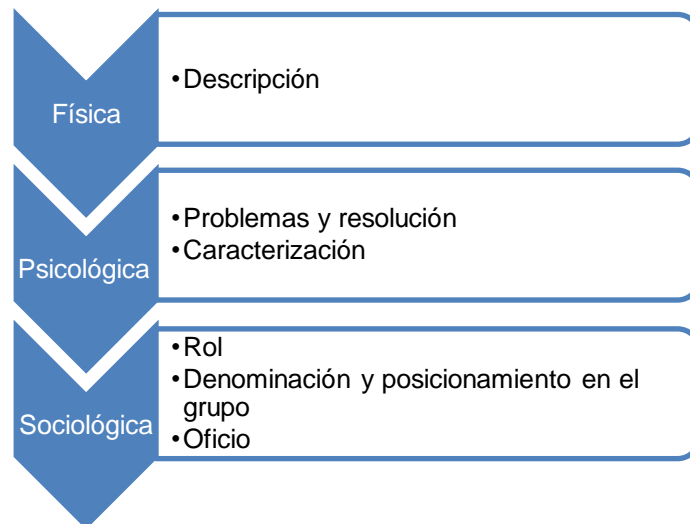 Física
•Descripción
Psicológica
•Problemas y resolución
•Caracterización
Sociológica
•Rol
•Denominación y posicionamiento en el
grupo
•Oficio